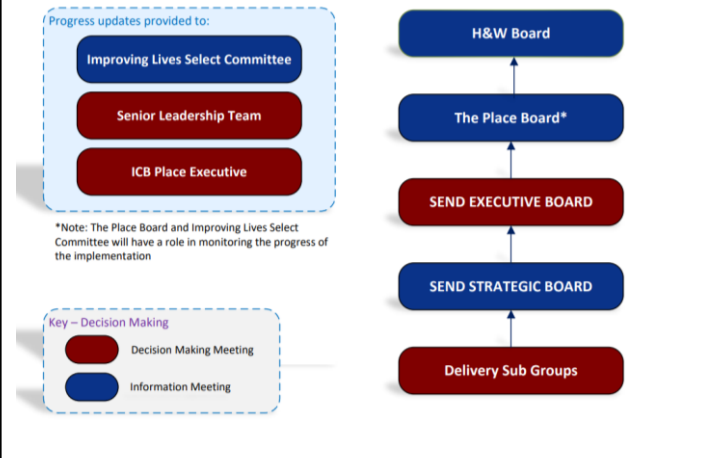 Progress updates provided to:
Improving Lives Select Committee
Senior Leadership Team
ICB Place Executive
*Note: The Place Board and Improving Lives Select
Committee will have a role in monitoring the progress of
the implementation
Key – Decision Making
Decision Making Meeting
Information Meeting
H&W Board
The Place Board*
SEND EXECUTIVE BOARD
SEND STRATEGIC BOARD
Delivery Sub Groups